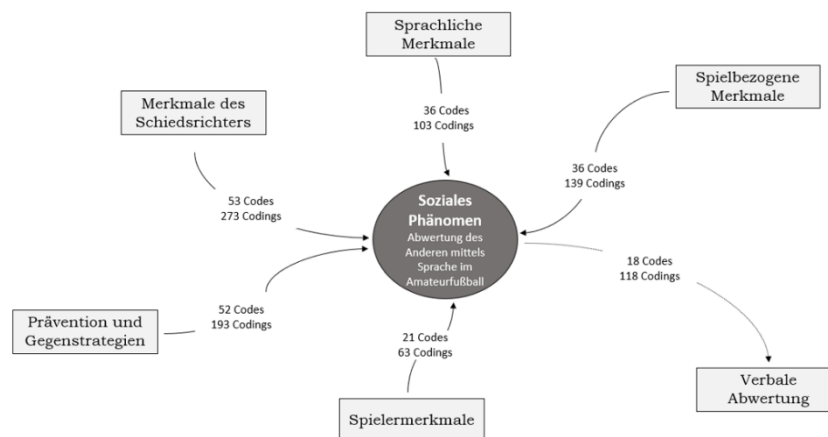 Sprachliche
Merkmale
Spielbezogene
Merkmale
Merkmale des
Schiedsrichters
36 Codes
103 Codings
36 Codes
139 Codings
53 Codes
273 Codings
Soziales
Phänomen
Abwertung des
Anderen mittels
Sprache im
Amateurfußball
18 Codes
118 Codings
52 Codes
193 Codings
Prävention und
Gegenstrategien
21 Codes
63 Codings
Verbale
Abwertung
Spielermerkmale